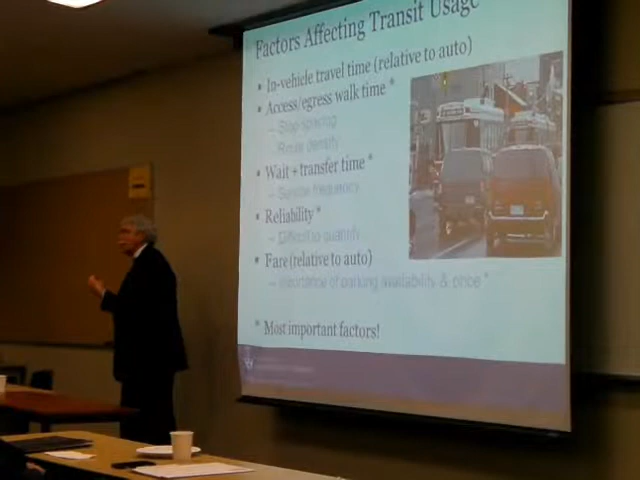 Factors Affecting Transit Usage
• In-vehicle travel time (relative to auto)
• Access/egress walk time *
– Stop spacing
– Route density
• Wait + transfer time *
– Service frequency
• Reliability *
– Difficult to quantify
• Fare (relative to auto)
– Importance of parking availability & price *
* Most important factors!